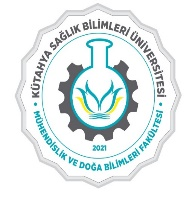 KÜTAHYA SAĞLIK BİLİMLERİ ÜNİVERSİTESİ
2021
MÜHENDİSLİK VE DOĞA BİLİMLERİ FAKÜLTESİ